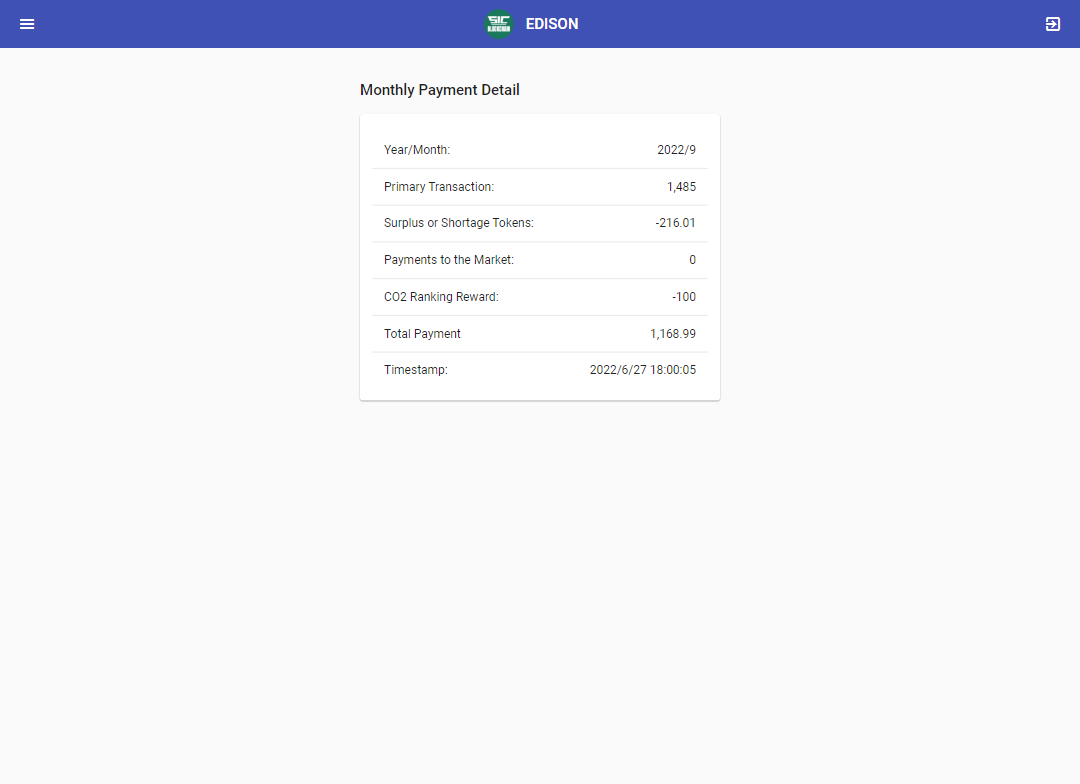 SIC
EDISON
Monthly Payment Detail
Year/Month: 2022/9
Primary Transaction: 1,485
Surplus or Shortage Tokens: -216.01
Payments to the Market: 0
CO2 Ranking Reward: -100
Total Payment 1,168.99
Timestamp: 2022/6/27 18:00:05